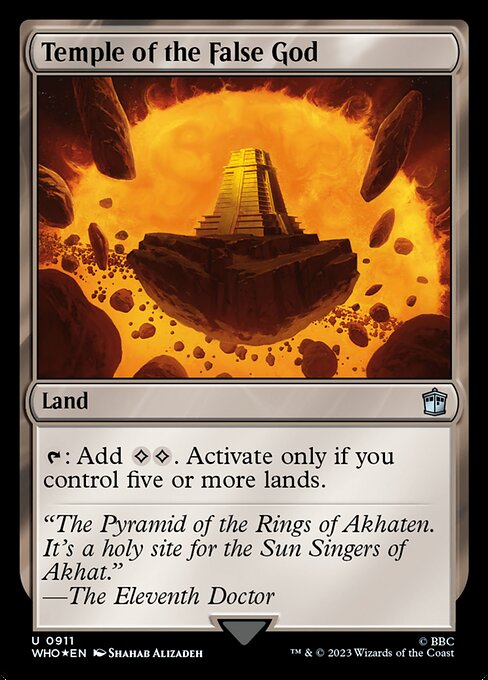 Temple of the False God
Land
: Add . Activate only if you
control five or more lands.
“The Pyramid of the Rings of Akhaten.
It’s a holy site for the Sun Singers of
Akhat.”
—The Eleventh Doctor
U 0911
WHO★EN Shahab Alizadeh
© BBC
™ & © 2023 Wizards of the Coast